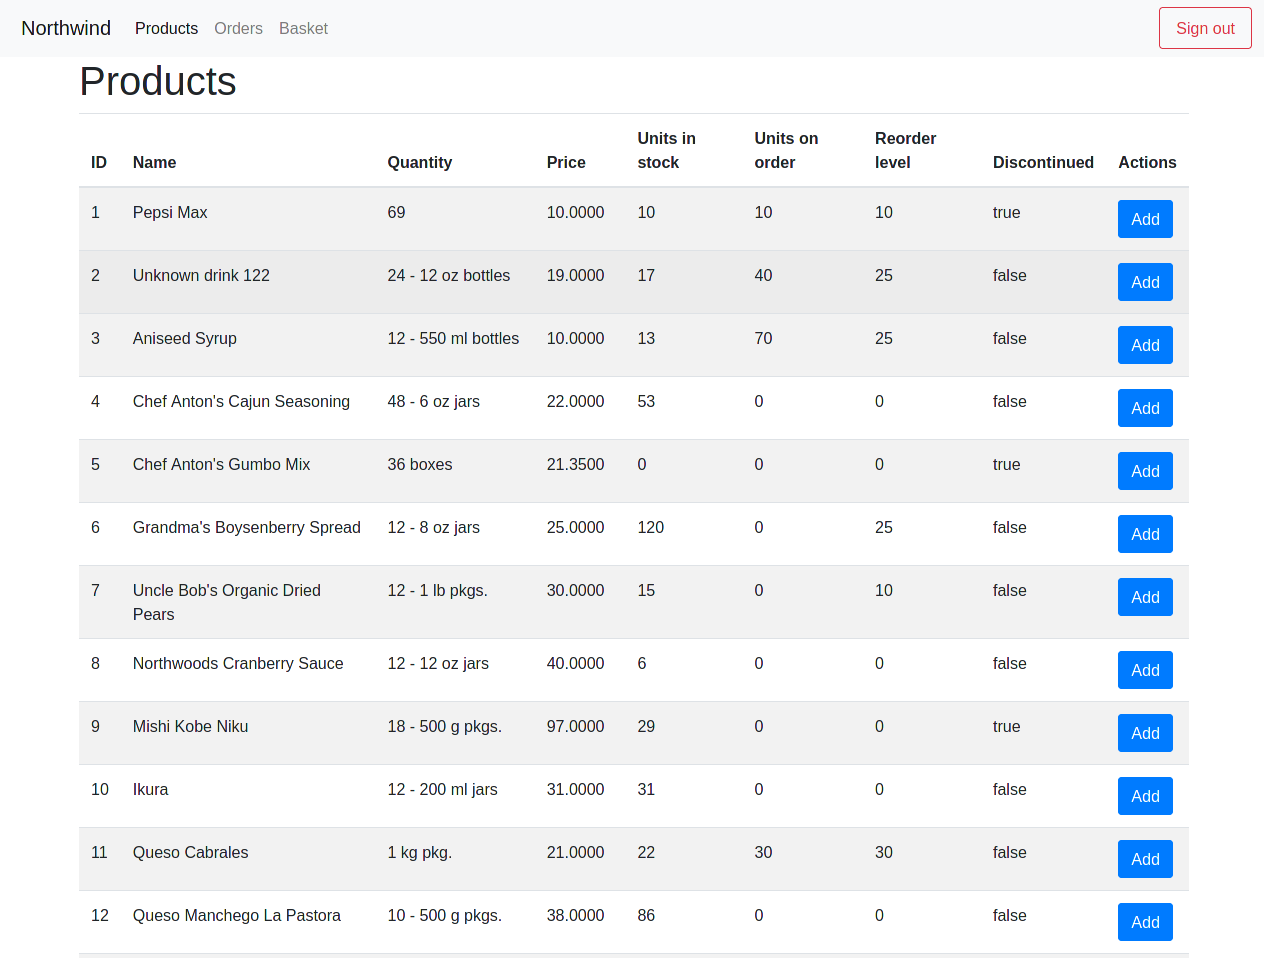 Northwind Products Orders Basket Sign out
Products
ID Name Quantity Price Units in stock Units on order Reorder level Discontinued Actions
1 Pepsi Max 69 10.0000 10 10 10 true Add
2 Unknown drink 122 24 - 12 oz bottles 19.0000 17 40 25 false Add
3 Aniseed Syrup 12 - 550 ml bottles 10.0000 13 70 25 false Add
4 Chef Anton's Cajun Seasoning 48 - 6 oz jars 22.0000 53 0 0 false Add
5 Chef Anton's Gumbo Mix 36 boxes 21.3500 0 0 0 true Add
6 Grandma's Boysenberry Spread 12 - 8 oz jars 25.0000 120 0 25 false Add
7 Uncle Bob's Organic Dried Pears 12 - 1 lb pkgs. 30.0000 15 0 10 false Add
8 Northwoods Cranberry Sauce 12 - 12 oz jars 40.0000 6 0 0 false Add
9 Mishi Kobe Niku 18 - 500 g pkgs. 97.0000 29 0 0 true Add
10 Ikura 12 - 200 ml jars 31.0000 31 0 0 false Add
11 Queso Cabrales 1 kg pkg. 21.0000 22 30 30 false Add
12 Queso Manchego La Pastora 10 - 500 g pkgs. 38.0000 86 0 0 false Add